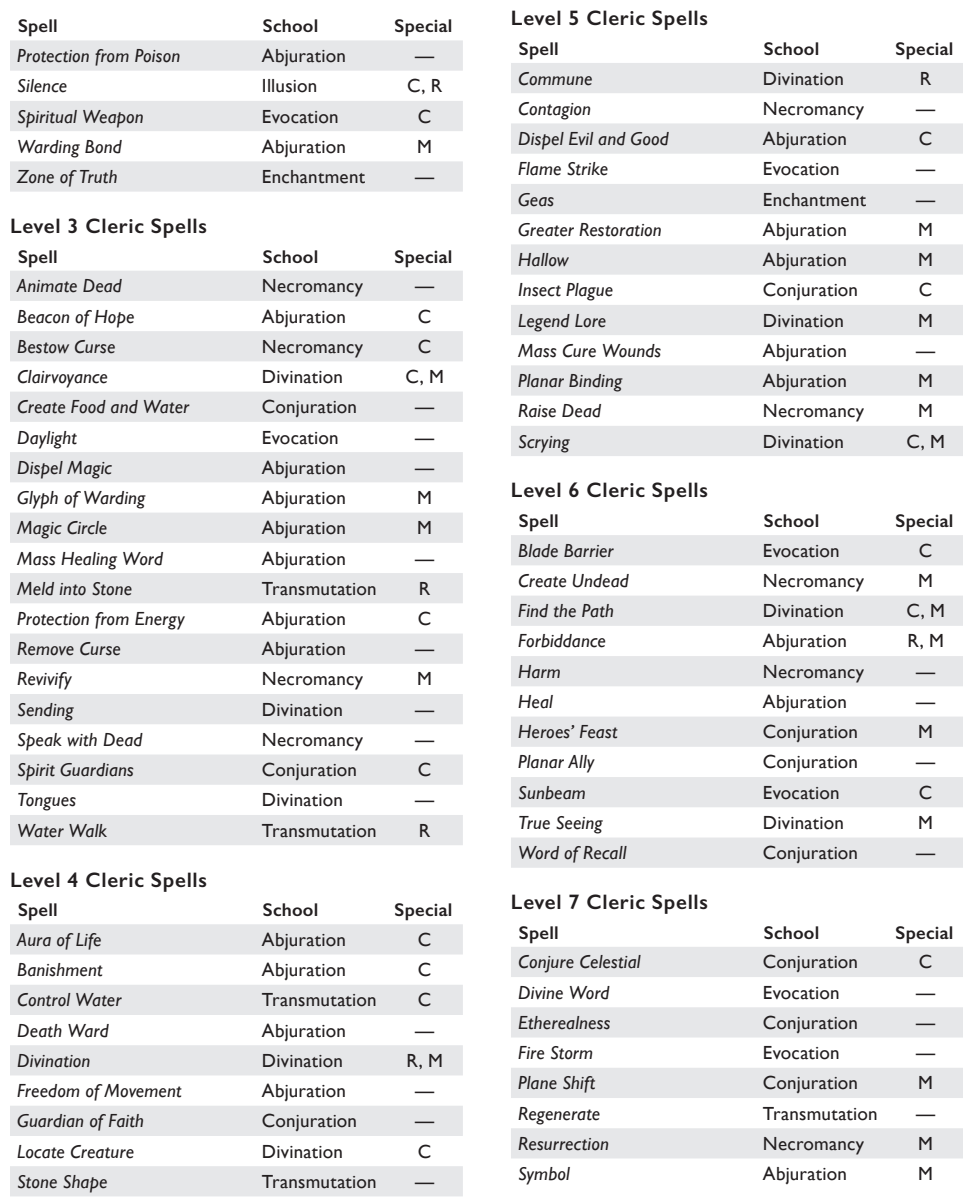 Spell School Special
Protection from Poison Abjuration —
Silence Illusion C, R
Spiritual Weapon Evocation C
Warding Bond Abjuration M
Zone of Truth Enchantment —
Level 3 Cleric Spells
Spell School Special
Animate Dead Necromancy —
Beacon of Hope Abjuration C
Bestow Curse Necromancy C
Clairvoyance Divination C, M
Create Food and Water Conjuration —
Daylight Evocation —
Dispel Magic Abjuration —
Glyph of Warding Abjuration M
Magic Circle Abjuration M
Mass Healing Word Abjuration —
Meld into Stone Transmutation R
Protection from Energy Abjuration C
Remove Curse Abjuration —
Revivify Necromancy M
Sending Divination —
Speak with Dead Necromancy —
Spirit Guardians Conjuration C
Tongues Divination —
Water Walk Transmutation R
Level 4 Cleric Spells
Spell School Special
Aura of Life Abjuration C
Banishment Abjuration C
Control Water Transmutation C
Death Ward Abjuration —
Divination Divination R, M
Freedom of Movement Abjuration —
Guardian of Faith Conjuration —
Locate Creature Divination C
Stone Shape Transmutation —
Level 5 Cleric Spells
Spell School Special
Commune Divination R
Contagion Necromancy —
Dispel Evil and Good Abjuration C
Flame Strike Evocation —
Geas Enchantment —
Greater Restoration Abjuration M
Hallow Abjuration M
Insect Plague Conjuration C
Legend Lore Divination M
Mass Cure Wounds Abjuration —
Planar Binding Abjuration M
Raise Dead Necromancy M
Scrying Divination C, M
Level 6 Cleric Spells
Spell School Special
Blade Barrier Evocation C
Create Undead Necromancy M
Find the Path Divination C, M
Forbiddance Abjuration R, M
Harm Necromancy —
Heal Abjuration —
Heroes’ Feast Conjuration M
Planar Ally Conjuration —
Sunbeam Evocation C
True Seeing Divination M
Word of Recall Conjuration —
Level 7 Cleric Spells
Spell School Special
Conjure Celestial Conjuration C
Divine Word Evocation —
Etherealness Conjuration —
Fire Storm Evocation —
Plane Shift Conjuration M
Regenerate Transmutation —
Resurrection Necromancy M
Symbol Abjuration M